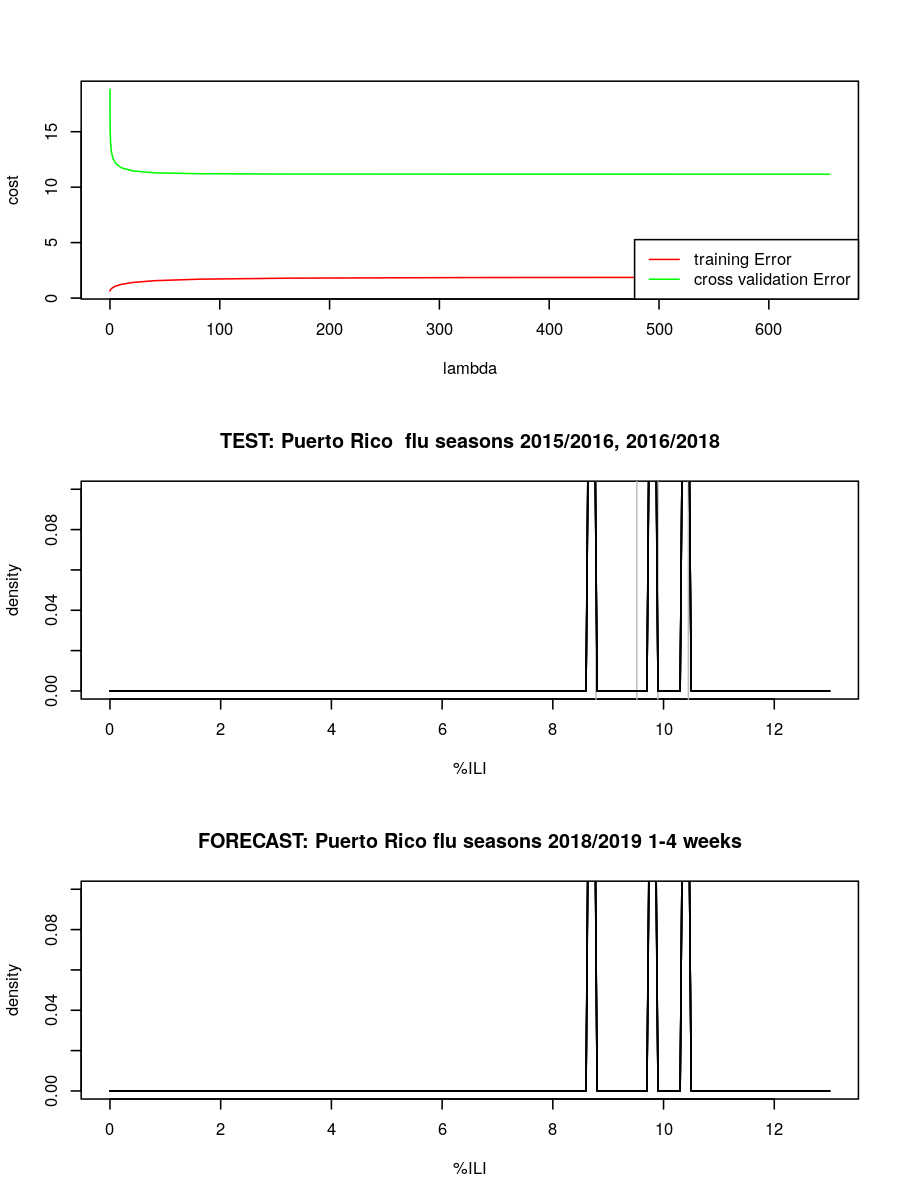 15
10
5
0
cost
training Error
cross validation Error
0 100 200 300 400 500 600
lambda
TEST: Puerto Rico  flu seasons 2015/2016, 2016/2018
0.08
0.04
0.00
density
0 2 4 6 8 10 12
%ILI
FORECAST: Puerto Rico flu seasons 2018/2019 1-4 weeks
0.08
0.04
0.00
density
0 2 4 6 8 10 12
%ILI